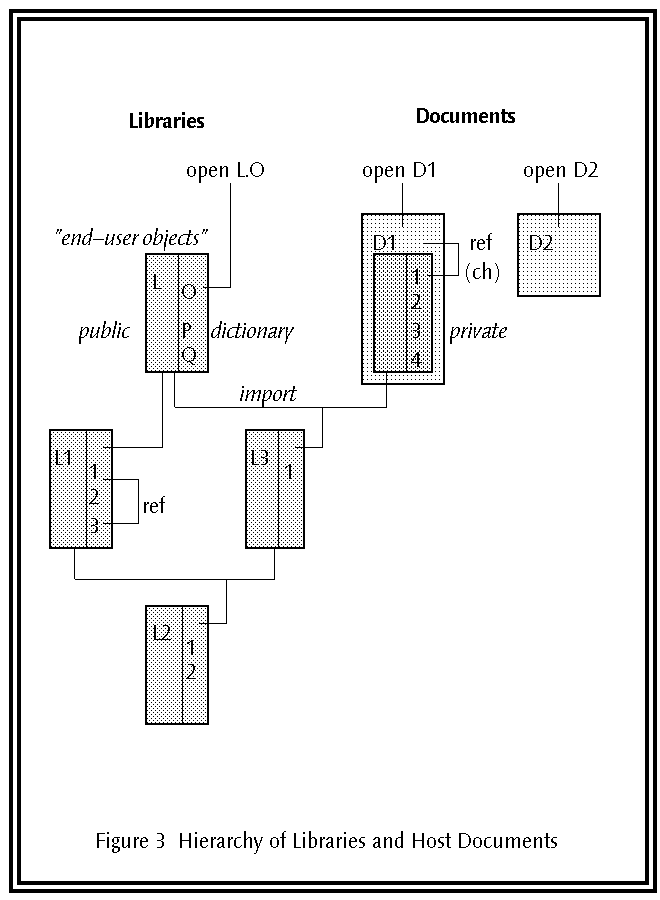 Libraries
Documents
open L.O
open D1
open D2
"end–user objects"
D1
ref
(ch)
D2
L
O
P
Q
public
dictionary
1
2
3
4
private
import
L1
1
2
3
ref
L3
1
L2
1
2
Figure 3 Hierarchy of Libraries and Host Documents